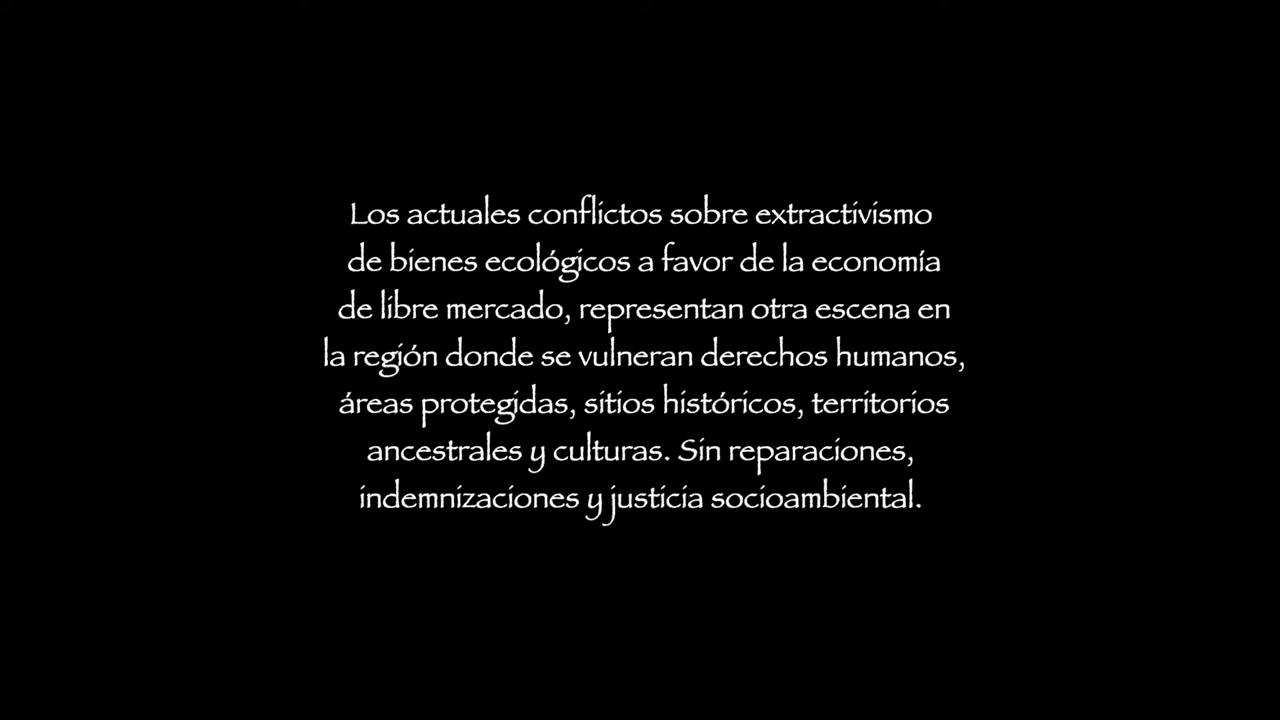 Los actuales conflictos sobre extractivismo
de bienes ecológicos a favor de la economía
de libre mercado, representan otra escena en
la región donde se vulneran derechos humanos,
áreas protegidas, sitios históricos, territorios
ancestrales y culturas. Sin reparaciones,
indemnizaciones y justicia socioambiental.